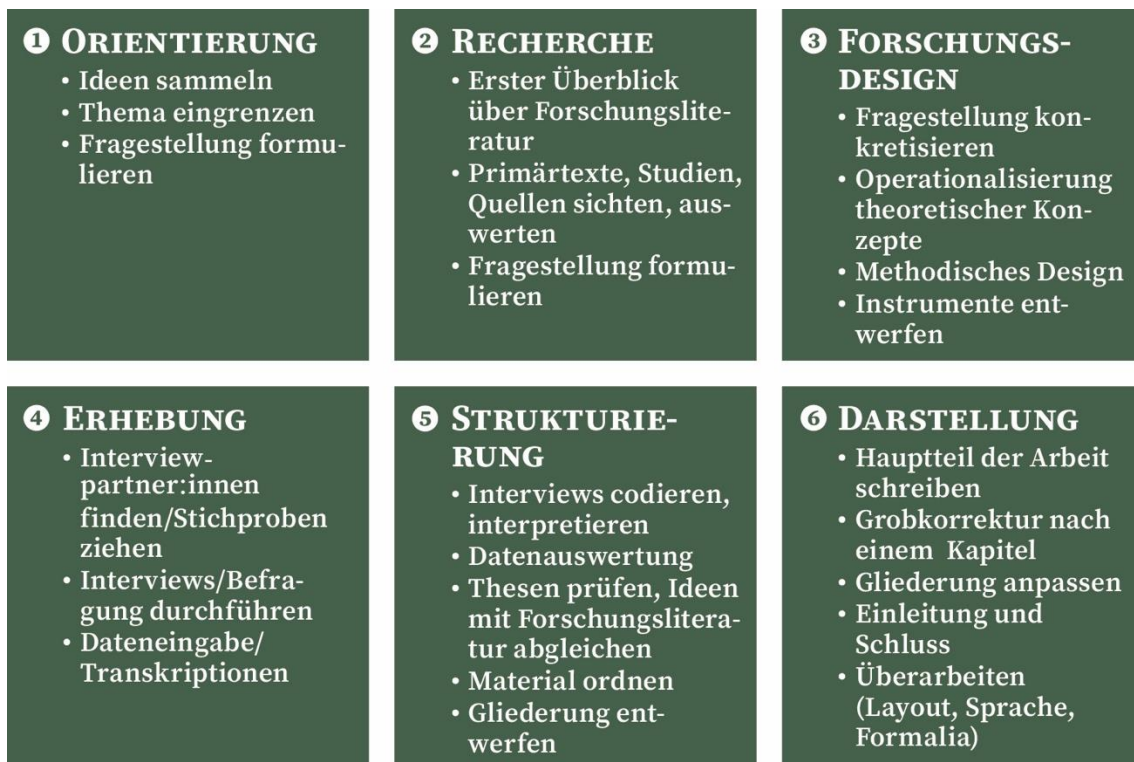 ❶ ORIENTIERUNG
• Ideen sammeln
• Thema eingrenzen
• Fragestellung formu-
lieren
❷ RECHERCHE
• Erster Überblick
über Forschungslite-
ratur
• Primärtexte, Studien,
Quellen sichten, aus-
werten
• Fragestellung formu-
lieren
❸ FORSCHUNGS-
DESIGN
• Fragestellung kon-
kretisieren
• Operationalisierung
theoretischer Kon-
zepte
• Methodisches Design
• Instrumente ent-
werfen
❹ ERHEBUNG
• Interview-
partner:innen
finden/Stichproben
ziehen
• Interviews/Befra-
gung durchführen
• Dateneingabe/
Transkriptionen
❺ STRUKTURIE-
RUNG
• Interviews codieren,
interpretieren
• Datenauswertung
• Thesen prüfen, Ideen
mit Forschungslitera-
tur abgleichen
• Material ordnen
• Gliederung ent-
werfen
❻ DARSTELLUNG
• Hauptteil der Arbeit
schreiben
• Grobkorrektur nach
einem Kapitel
• Gliederung anpassen
• Einleitung und
Schluss
• Überarbeiten
(Layout, Sprache,
Formalia)